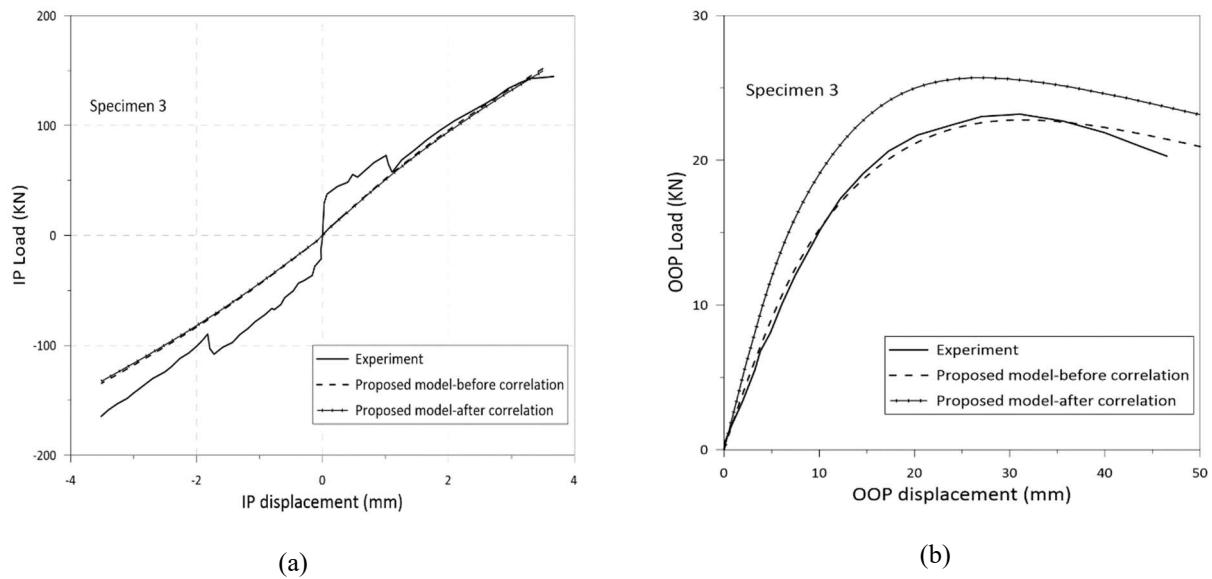 200
100
0
-100
-200
-4
-2
0
2
4
IP Load (KN)
IP displacement (mm)
Specimen 3
Experiment
Proposed model-before correlation
Proposed model-after correlation
(a)
30
20
10
0
0
10
20
30
40
50
OOP Load (KN)
OOP displacement (mm)
Specimen 3
Experiment
Proposed model-before correlation
Proposed model-after correlation
(b)